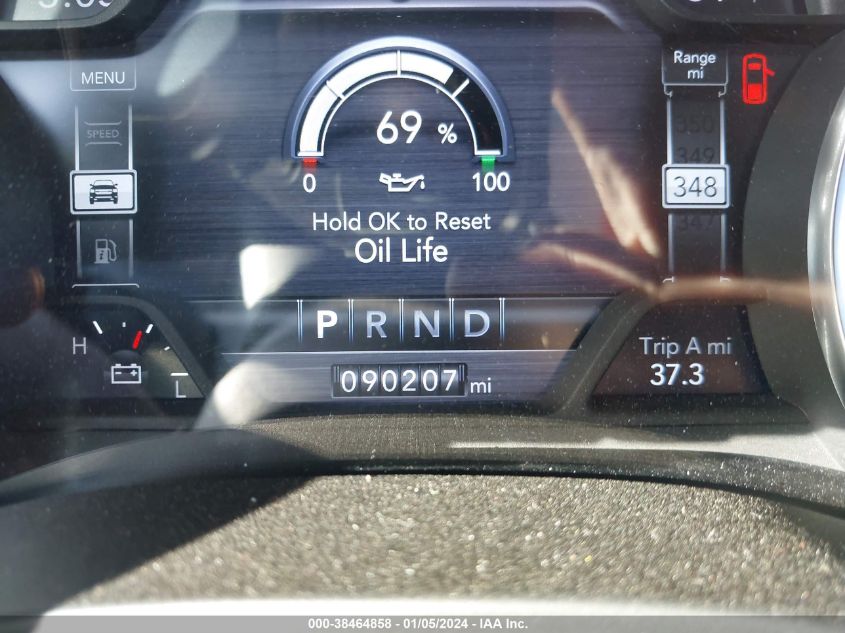 MENU
SPEED
69 %
0 100
Hold OK to Reset
Oil Life
Range
mi
350
349
348
347
P R N D
H
L
090207 mi
Trip A mi
37.3
000-38464858 - 01/05/2024 - IAA Inc.